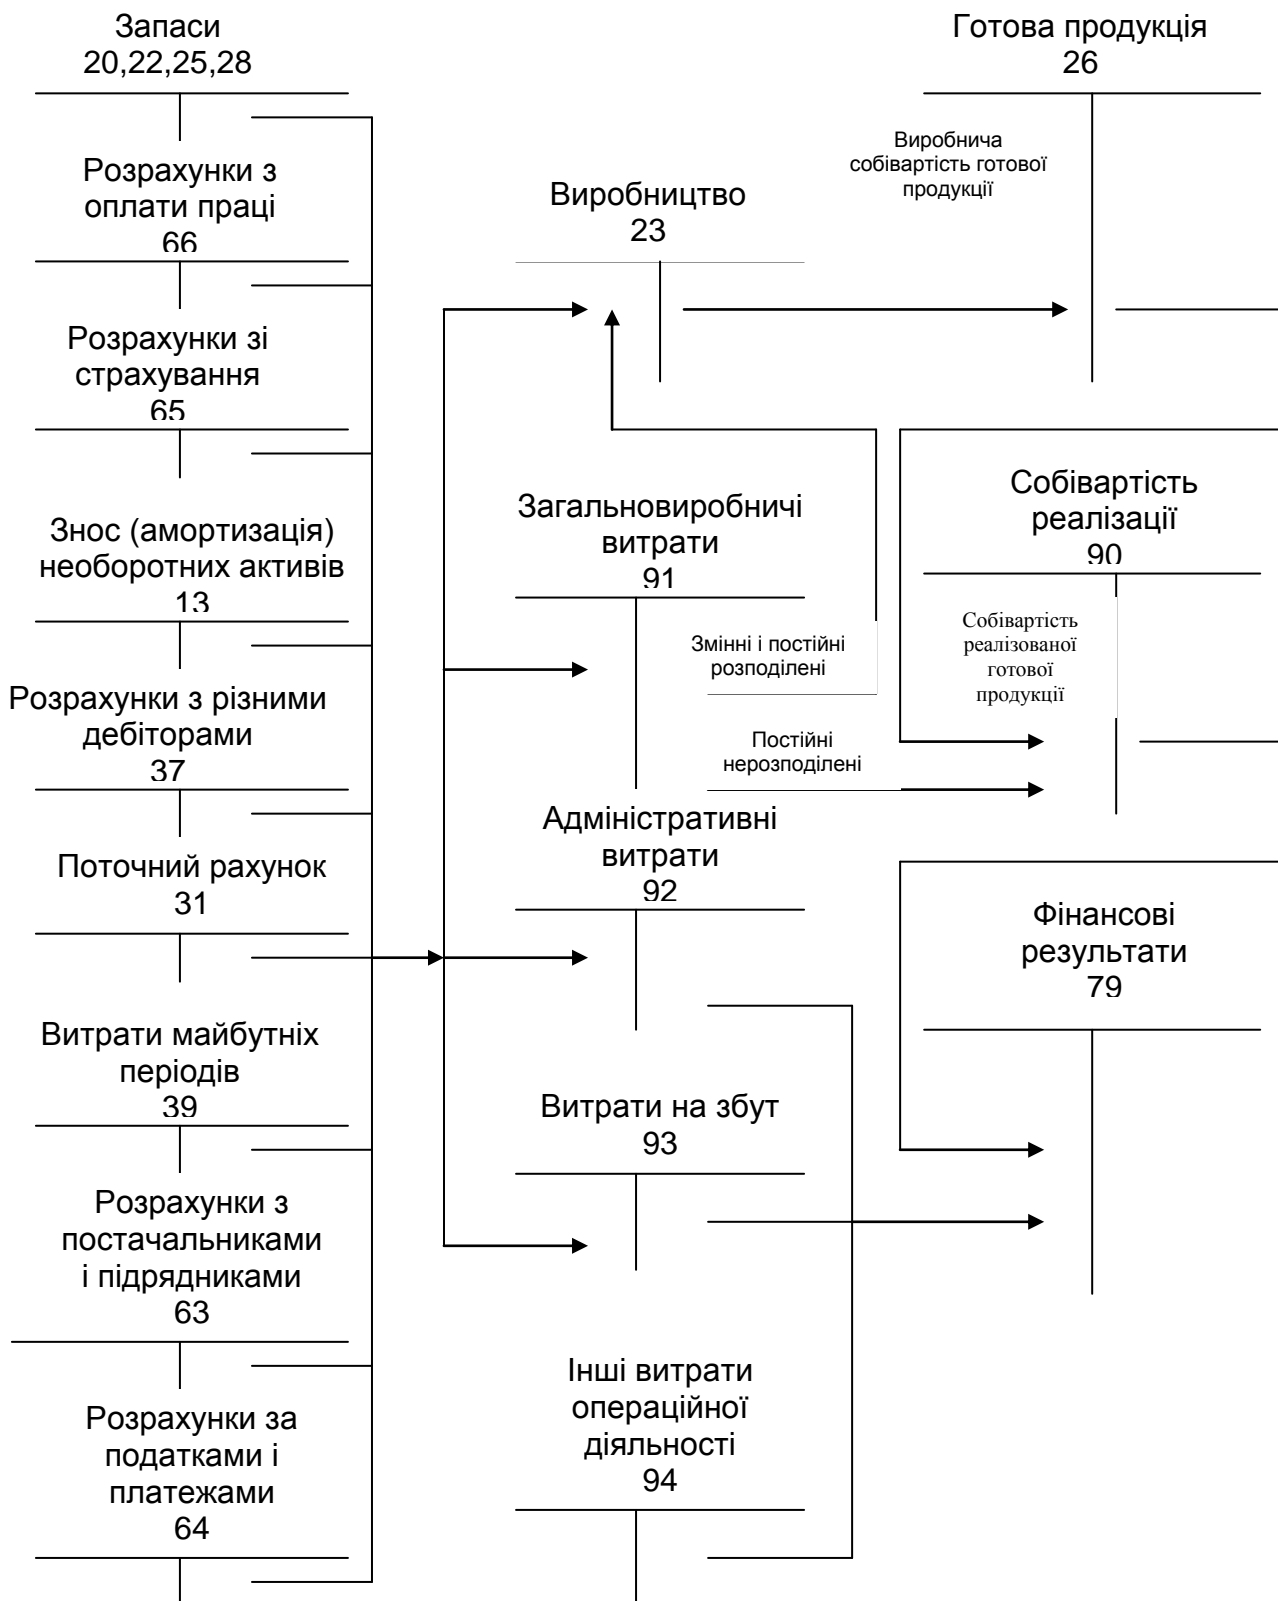 Запаси
20,22,25,28
Розрахунки з
оплати праці
66
Розрахунки зі
страхування
65
Знос (амортизація)
необоротних активів
13
Розрахунки з різними
дебіторами
37
Поточний рахунок
31
Витрати майбутніх
періодів
39
Розрахунки з
постачальниками
і підрядниками
63
Розрахунки за
податками і
платежами
64
Виробництво
23
Загальновиробничі
витрати
91
Змінні і постійні
розподілені
Постійні
нерозподілені
Адміністративні
витрати
92
Витрати на збут
93
Інші витрати
операційної
діяльності
94
Готова продукція
26
Виробнича
собівартість готової
продукції
Собівартість
реалізації
90
Собівартість
реалізованої
готової
продукції
Фінансові
результати
79